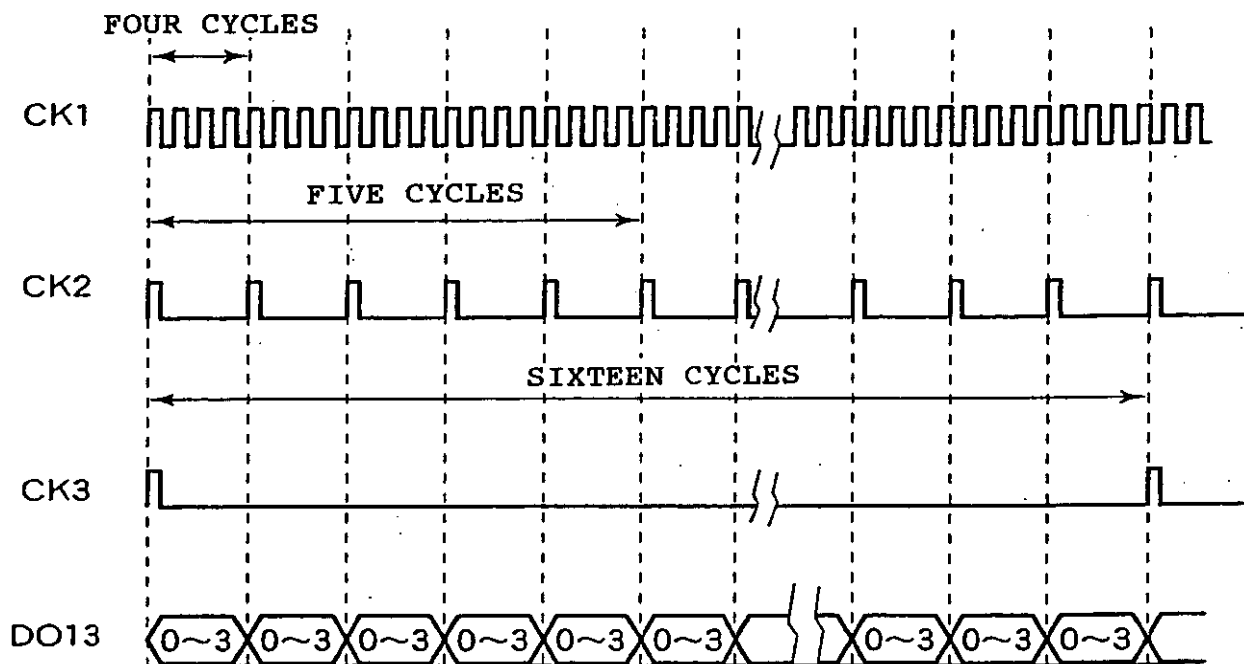 FOUR CYCLES
CK1
FIVE CYCLES
CK2
SIXTEEN CYCLES
CK3
DO13 0~3 0~3 0~3 0~3 0~3 0~3 0~3 0~3 0~3